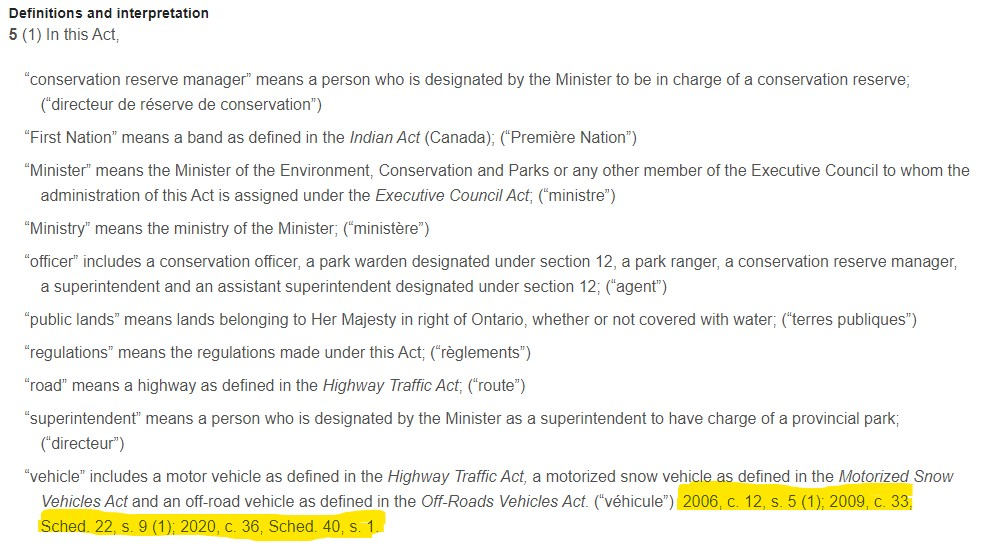 Definitions and interpretation
5 (1) In this Act,
“conservation reserve manager” means a person who is designated by the Minister to be in charge of a conservation reserve;
(“directeur de réserve de conservation”)
“First Nation” means a band as defined in the Indian Act (Canada); (“Première Nation”)
“Minister” means the Minister of the Environment, Conservation and Parks or any other member of the Executive Council to whom the
administration of this Act is assigned under the Executive Council Act; (“ministre”)
“Ministry” means the ministry of the Minister; (“ministère”)
“officer” includes a conservation officer, a park warden designated under section 12, a park ranger, a conservation reserve manager,
a superintendent and an assistant superintendent designated under section 12; (“agent”)
“public lands” means lands belonging to Her Majesty in right of Ontario, whether or not covered with water; (“terres publiques”)
“regulations” means the regulations made under this Act; (“règlements”)
“road” means a highway as defined in the Highway Traffic Act; (“route”)
“superintendent” means a person who is designated by the Minister as a superintendent to have charge of a provincial park;
(“directeur”)
“vehicle” includes a motor vehicle as defined in the Highway Traffic Act, a motorized snow vehicle as defined in the Motorized Snow
Vehicles Act and an off-road vehicle as defined in the Off-Roads Vehicles Act. (“véhicule”) 2006, c. 12, s. 5 (1); 2009, c. 33,
Sched. 22, s. 9 (1); 2020, c. 36, Sched. 40, s. 1.